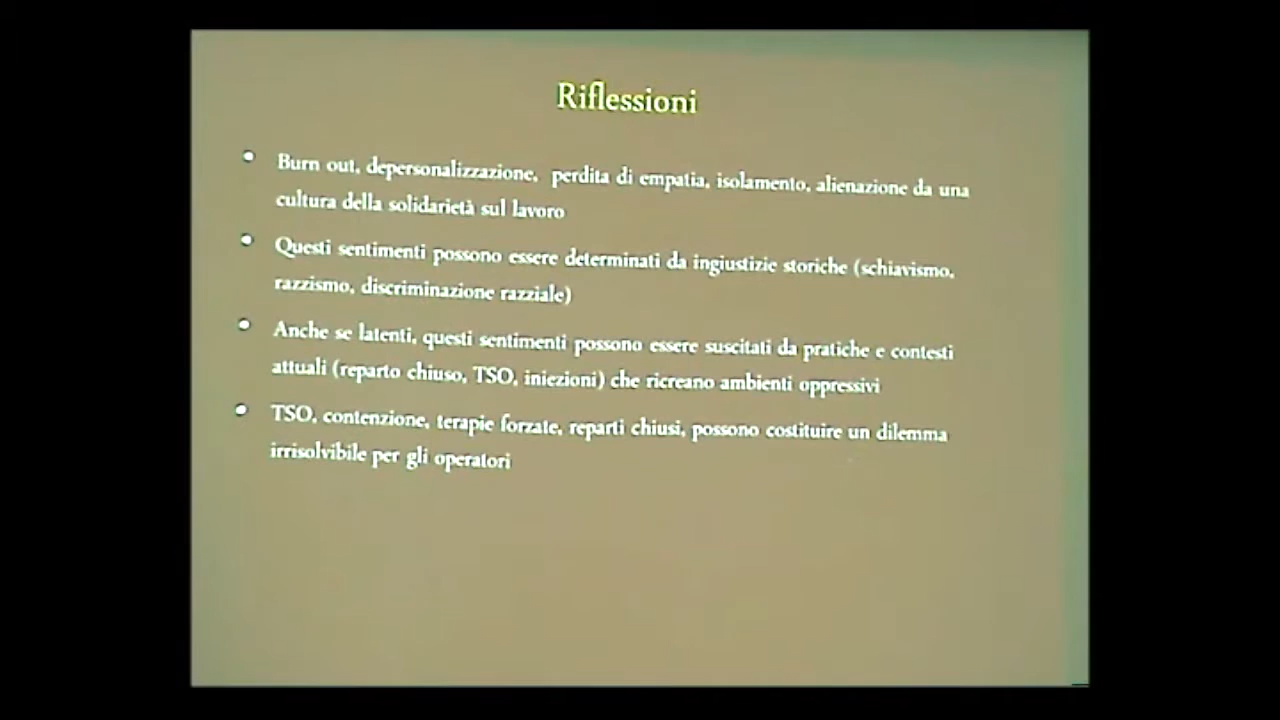 Riflessioni
Burn out, depersonalizzazione, perdita di empatia, isolamento, alienazione da una
cultura della solidarietà sul lavoro
Questi sentimenti possono essere determinati da ingiustizie storiche (schiavismo,
razzismo, discriminazione razziale)
Anche se latenti, questi sentimenti possono essere suscitati da pratiche e contesti
attuali (reparto chiuso, TSO, iniezioni) che ricreano ambienti oppressivi
TSO, contenzione, terapie forzate, reparti chiusi, possono costituire un dilemma
irrisolvibile per gli operatori